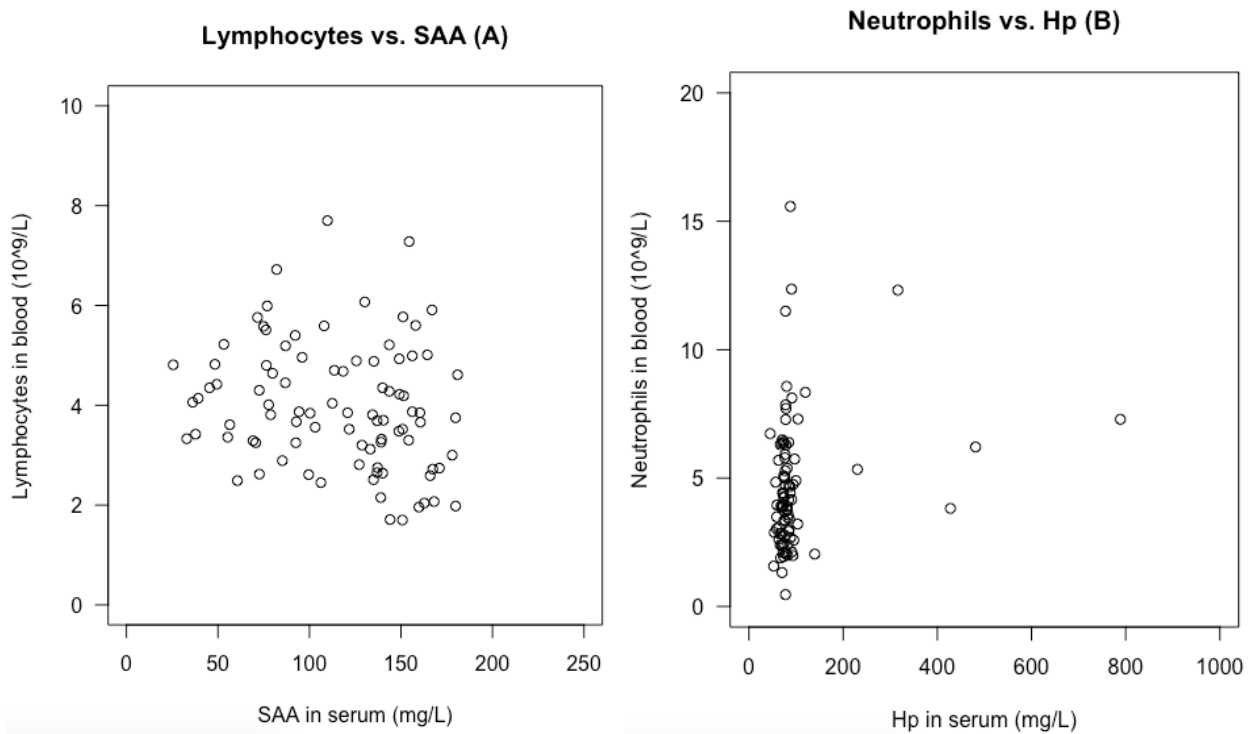 Lymphocytes vs. SAA (A)
10
8
6
4
2
0
Lymphocytes in blood (10^9/L)
0 50 100 150 200 250
SAA in serum (mg/L)
Neutrophils vs. Hp (B)
20
15
10
5
0
Neutrophils in blood (10^9/L)
0 200 400 600 800 1000
Hp in serum (mg/L)